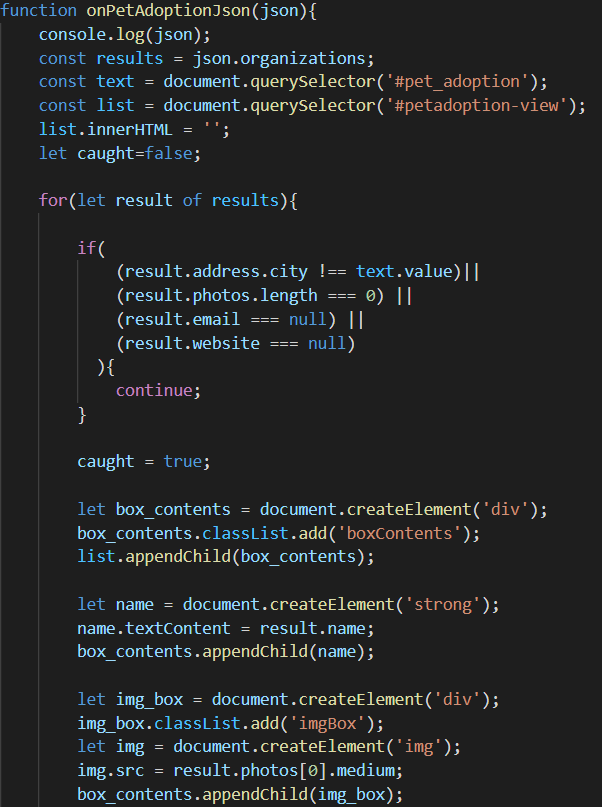 function onPetAdoptionJson(json){
    console.log(json);
    const results = json.organizations;
    const text = document.querySelector('#pet_adoption');
    const list = document.querySelector('#petadoption-view');
    list.innerHTML = '';
    let caught=false;

    for(let result of results){

        if(
            (result.address.city !== text.value)||
            (result.photos.length === 0) ||
            (result.email === null) ||
            (result.website === null)
          ){
            continue;
        }

        caught = true;

        let box_contents = document.createElement('div');
        box_contents.classList.add('boxContents');
        list.appendChild(box_contents);

        let name = document.createElement('strong');
        name.textContent = result.name;
        box_contents.appendChild(name);

        let img_box = document.createElement('div');
        img_box.classList.add('imgBox');
        let img = document.createElement('img');
        img.src = result.photos[0].medium;
        box_contents.appendChild(img_box);